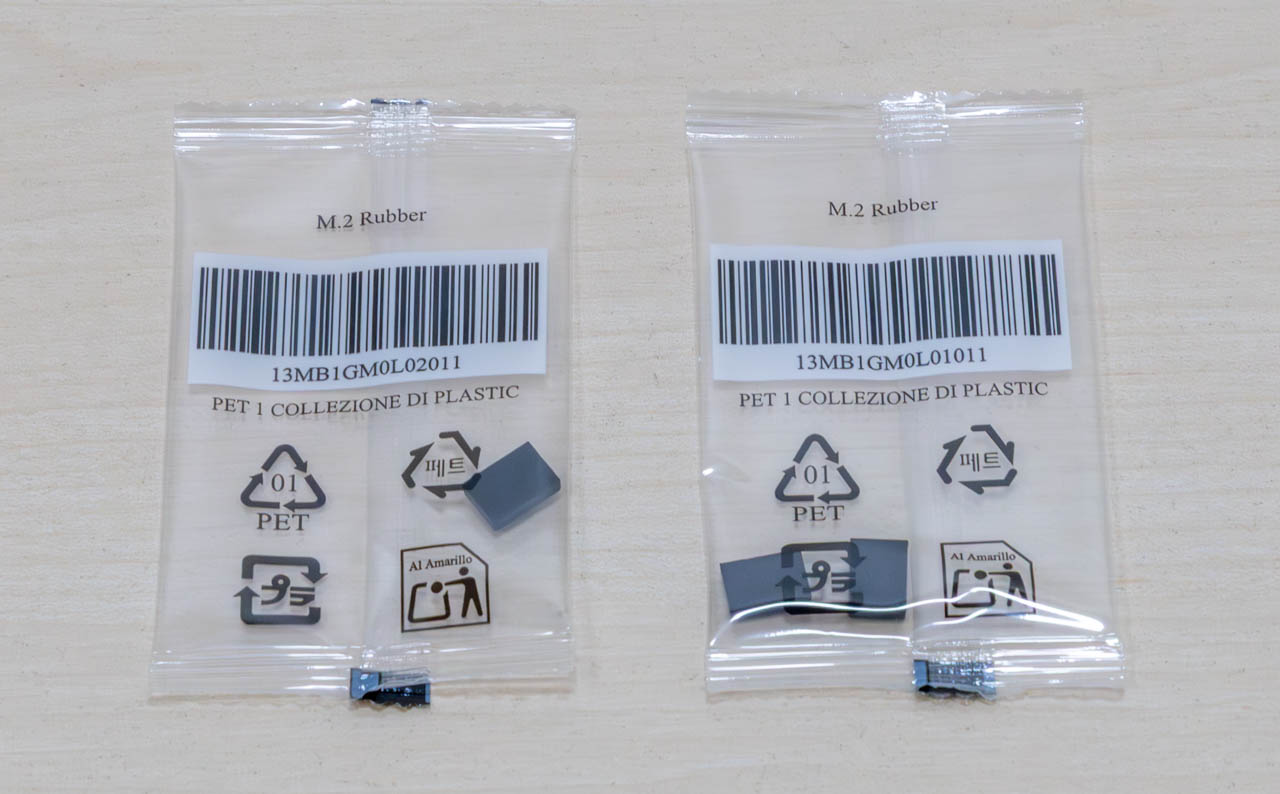 M.2 Rubber
13MB1GM0L02011
PET 1 COLLEZIONE DI PLASTIC
01
PET
페트
プラ
Al Amarillo
M.2 Rubber
13MB1GM0L01011
PET 1 COLLEZIONE DI PLASTIC
01
PET
페트
プラ
Al Amarillo